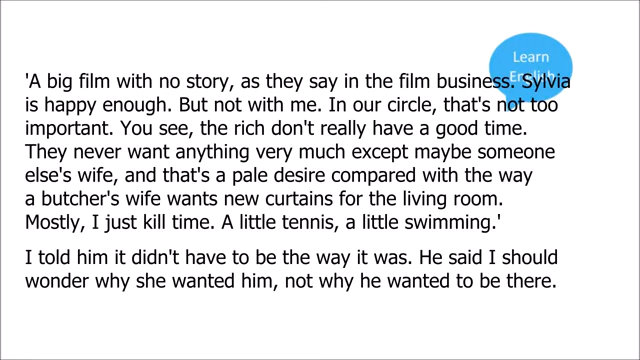 Learn
English
'A big film with no story, as they say in the film business. Sylvia
is happy enough. But not with me. In our circle, that's not too
important. You see, the rich don't really have a good time.
They never want anything very much except maybe someone
else's wife, and that's a pale desire compared with the way
a butcher's wife wants new curtains for the living room.
Mostly, I just kill time. A little tennis, a little swimming.'
I told him it didn't have to be the way it was. He said I should
wonder why she wanted him, not why he wanted to be there.